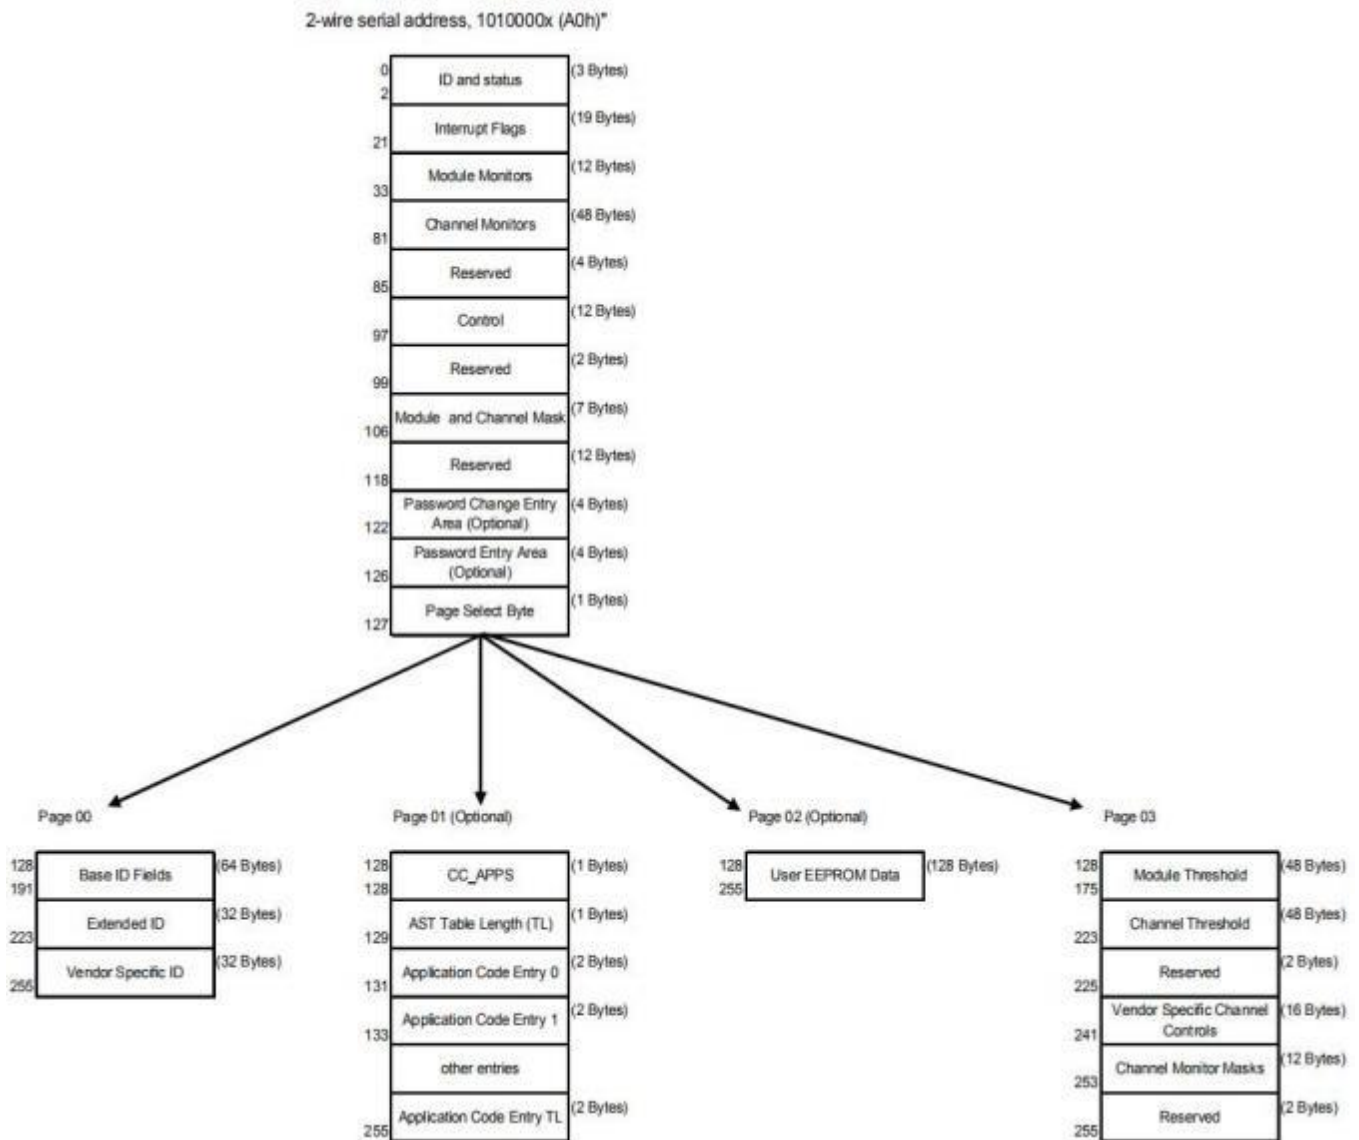 2-wire serial address, 1010000x (A0h)"
0 ID and status (3 Bytes)
2
Interrupt Flags (19 Bytes)
21
Module Monitors (12 Bytes)
33
Channel Monitors (48 Bytes)
81
Reserved (4 Bytes)
85
Control (12 Bytes)
97
Reserved (2 Bytes)
99
Module and Channel Mask (7 Bytes)
106
Reserved (12 Bytes)
118
Password Change Entry (4 Bytes)
122 Area (Optional)
Password Entry Area (4 Bytes)
126 (Optional)
Page Select Byte (1 Bytes)
127
Page 00
128 Base ID Fields (64 Bytes)
191
Extended ID (32 Bytes)
223
Vendor Specific ID (32 Bytes)
255
Page 01 (Optional)
128 CC_APPS (1 Bytes)
128
AST Table Length (TL) (1 Bytes)
129
Application Code Entry 0 (2 Bytes)
131
Application Code Entry 1 (2 Bytes)
133
other entries
Application Code Entry TL (2 Bytes)
255
Page 02 (Optional)
128 User EEPROM Data (128 Bytes)
255
Page 03
128 Module Threshold (48 Bytes)
175
Channel Threshold (48 Bytes)
223
Reserved (2 Bytes)
225
Vendor Specific Channel (16 Bytes)
241 Controls
Channel Monitor Masks (12 Bytes)
253
Reserved (2 Bytes)
255